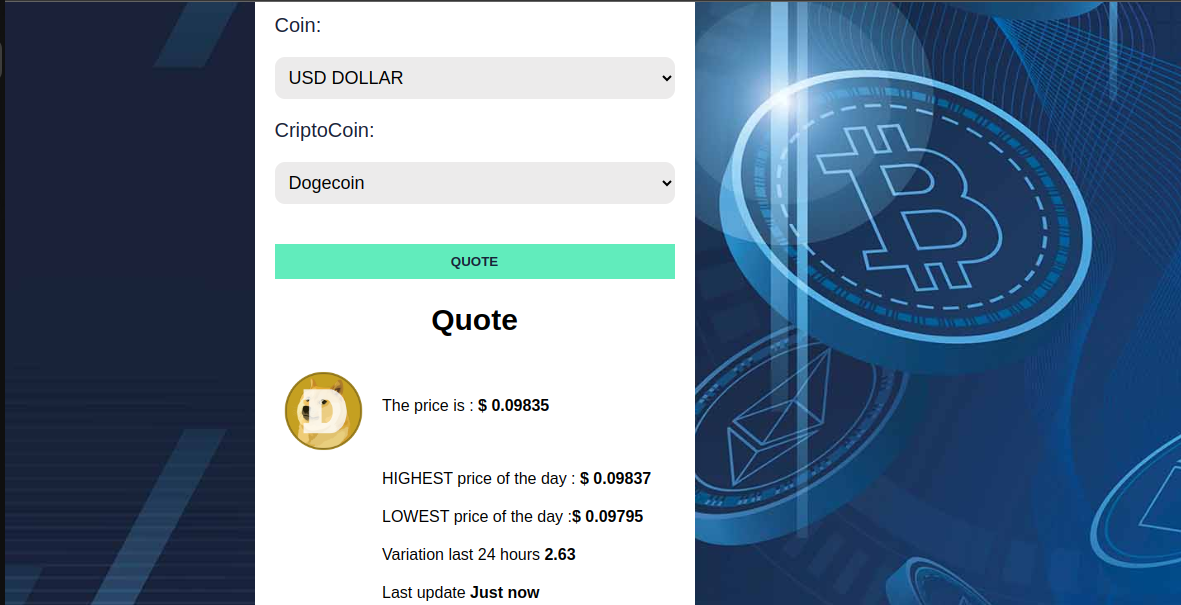 Coin:
USD DOLLAR
CriptoCoin:
Dogecoin
QUOTE
Quote
The price is : $ 0.09835
HIGHEST price of the day : $ 0.09837
LOWEST price of the day :$ 0.09795
Variation last 24 hours 2.63
Last update Just now